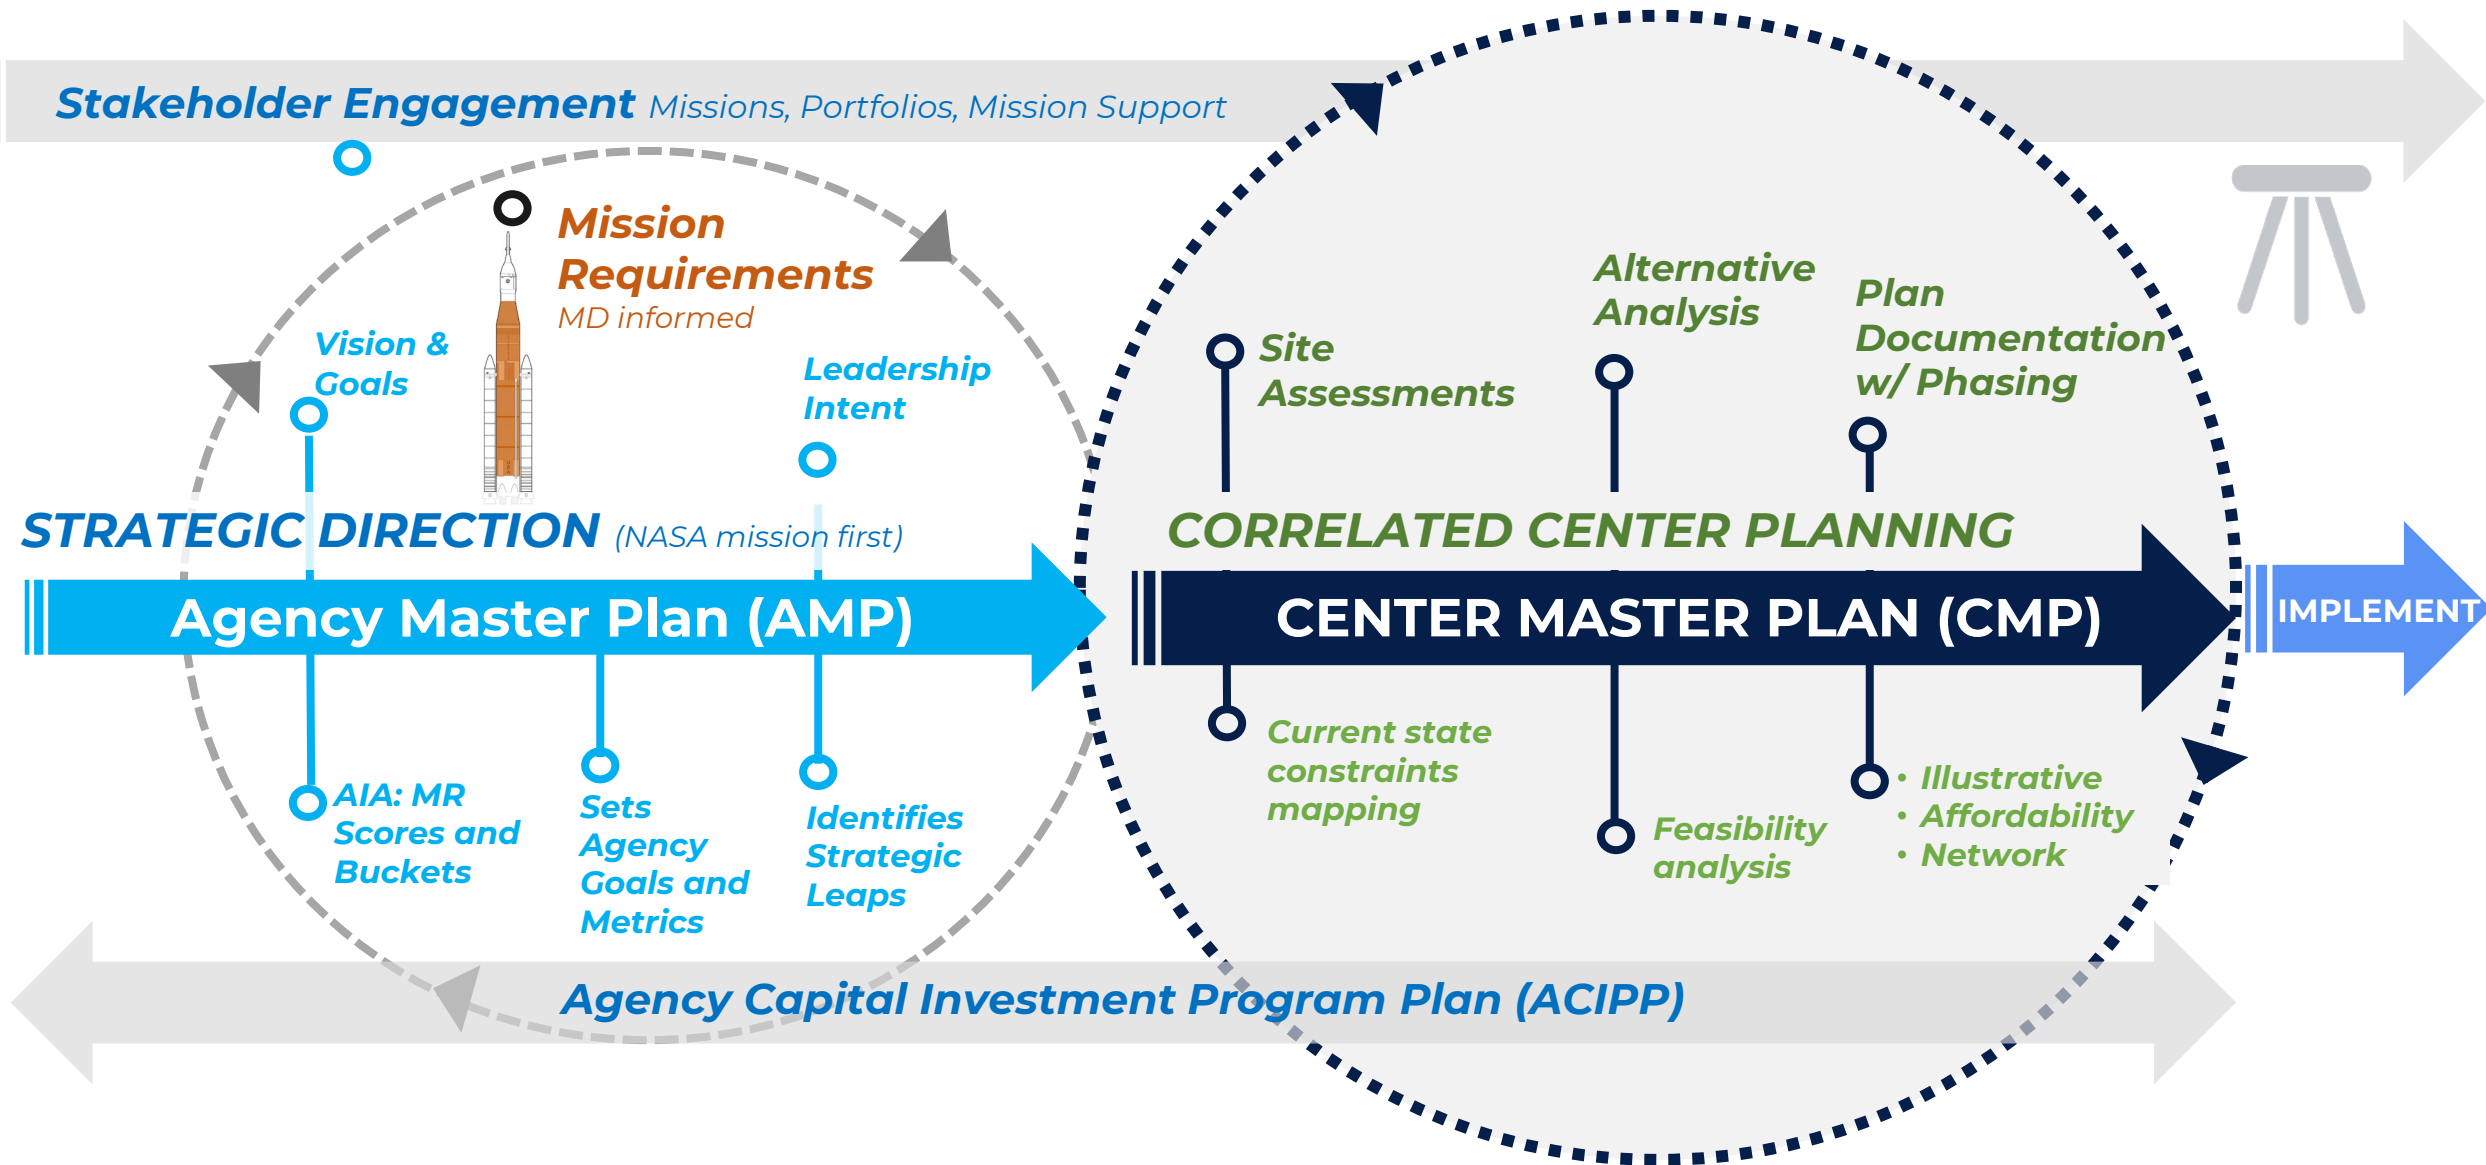 Stakeholder Engagement Missions, Portfolios, Mission Support
Mission
Requirements
MD informed
Vision &
Goals
Leadership
Intent
STRATEGIC DIRECTION (NASA mission first)
Agency Master Plan (AMP)
AIA: MR
Scores and
Buckets
Sets
Agency
Goals and
Metrics
Identifies
Strategic
Leaps
Site
Assessments
Alternative
Analysis
Plan
Documentation
w/ Phasing
CORRELATED CENTER PLANNING
CENTER MASTER PLAN (CMP)
IMPLEMENT
Current state
constraints
mapping
Feasibility
analysis
• Illustrative
• Affordability
• Network
Agency Capital Investment Program Plan (ACIPP)